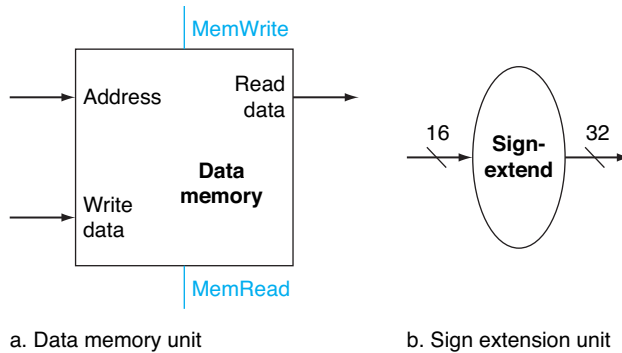 MemWrite
Address
Read
data
Data
memory
Write
data
MemRead
a. Data memory unit
16
Sign-
extend
32
b. Sign extension unit